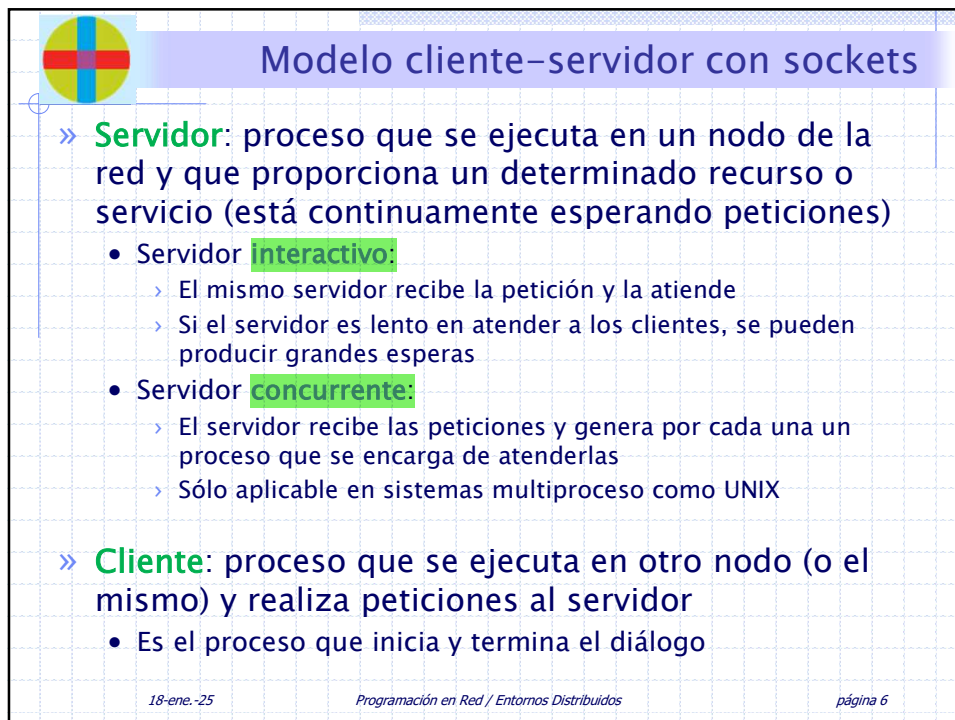 Modelo cliente-servidor con sockets
» Servidor: proceso que se ejecuta en un nodo de la
red y que proporciona un determinado recurso o
servicio (está continuamente esperando peticiones)
• Servidor interactivo:
› El mismo servidor recibe la petición y la atiende
› Si el servidor es lento en atender a los clientes, se pueden
producir grandes esperas
• Servidor concurrente:
› El servidor recibe las peticiones y genera por cada una un
proceso que se encarga de atenderlas
› Sólo aplicable en sistemas multiproceso como UNIX
» Cliente: proceso que se ejecuta en otro nodo (o el
mismo) y realiza peticiones al servidor
• Es el proceso que inicia y termina el diálogo
18-ene.-25 Programación en Red / Entornos Distribuidos página 6